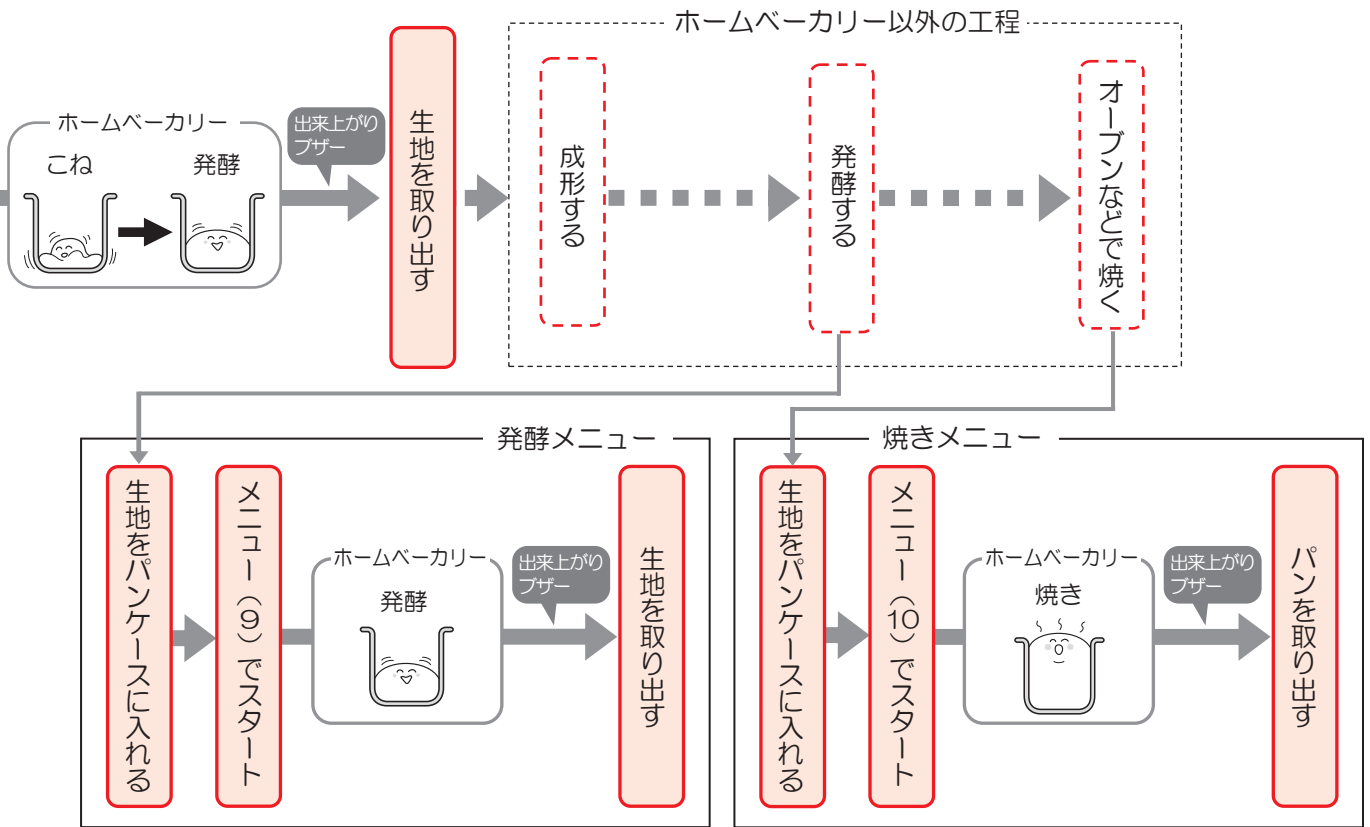 ホームベーカリー以外の工程
ホームベーカリー
こね
発酵
出来上がり
ブザー
生地を取り出す
成形する
発酵する
オーブンなどで焼く
発酵メニュー
生地をパンケースに入れる
メニュー(9)でスタート
ホームベーカリー
発酵
出来上がり
ブザー
生地を取り出す
焼きメニュー
生地をパンケースに入れる
メニュー(10)でスタート
ホームベーカリー
焼き
出来上がり
ブザー
パンを取り出す